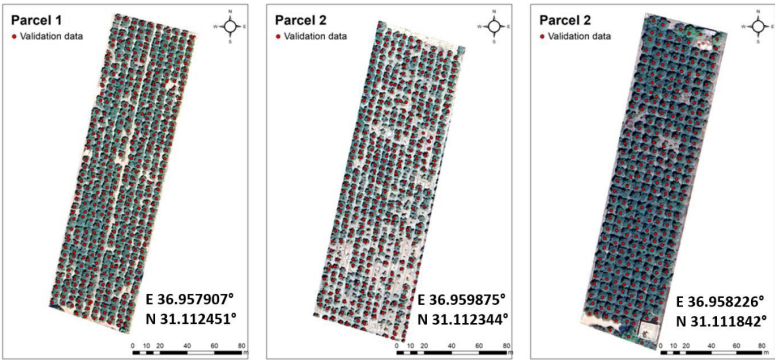 Parcel 1
Validation data
N
W
E
S
E 36.957907°
N 31.112451°
0 10 20 40 60 80
m
Parcel 2
Validation data
N
W
E
S
E 36.959875°
N 31.112344°
0 10 20 40 60 80
m
Parcel 2
Validation data
N
W
E
S
E 36.958226°
N 31.111842°
0 10 20 40 60 80
m